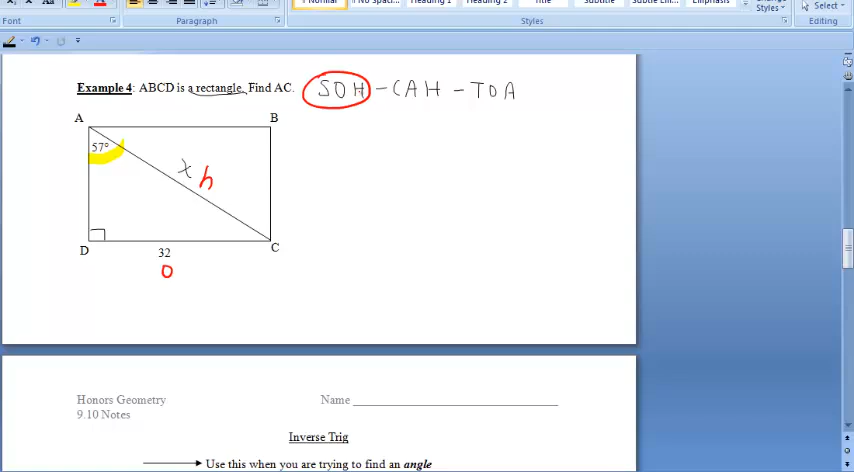 Normal
No Spaci...
Heading 1
Heading 2
Title
Subtitle
Subtle Em...
Emphasis
Styles
Select
Font
Paragraph
Styles
Editing
Example 4: ABCD is a rectangle. Find AC. SOH - CAH - TOA
A B
57°
x h
D C
32
O
Honors Geometry Name
9.10 Notes
Inverse Trig
Use this when you are trying to find an angle